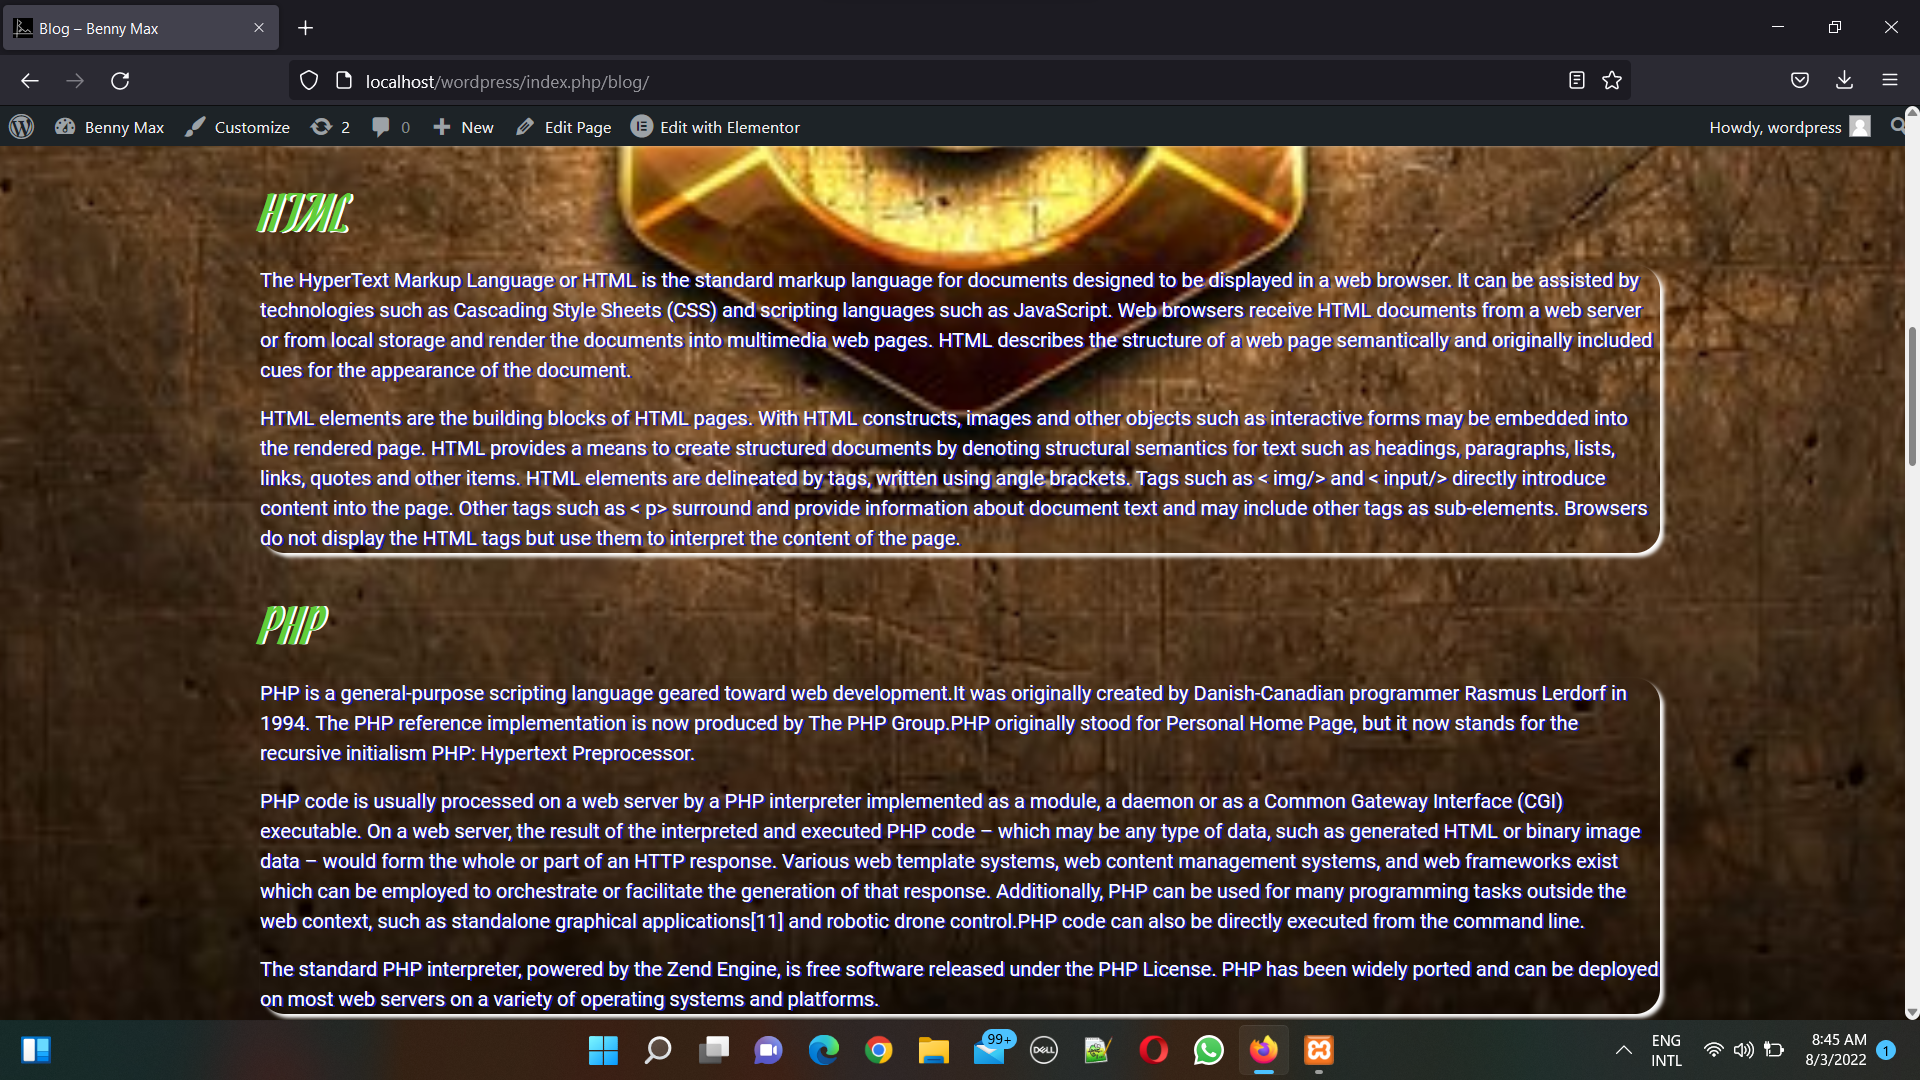 Blog – Benny Max
localhost/wordpress/index.php/blog/
Benny Max Customize 2 0 New Edit Page Edit with Elementor Howdy, wordpress
HTML
The HyperText Markup Language or HTML is the standard markup language for documents designed to be displayed in a web browser. It can be assisted by
technologies such as Cascading Style Sheets (CSS) and scripting languages such as JavaScript. Web browsers receive HTML documents from a web server
or from local storage and render the documents into multimedia web pages. HTML describes the structure of a web page semantically and originally included
cues for the appearance of the document.
HTML elements are the building blocks of HTML pages. With HTML constructs, images and other objects such as interactive forms may be embedded into
the rendered page. HTML provides a means to create structured documents by denoting structural semantics for text such as headings, paragraphs, lists,
links, quotes and other items. HTML elements are delineated by tags, written using angle brackets. Tags such as < img/> and < input/> directly introduce
content into the page. Other tags such as < p> surround and provide information about document text and may include other tags as sub-elements. Browsers
do not display the HTML tags but use them to interpret the content of the page.
PHP
PHP is a general-purpose scripting language geared toward web development.It was originally created by Danish-Canadian programmer Rasmus Lerdorf in
1994. The PHP reference implementation is now produced by The PHP Group.PHP originally stood for Personal Home Page, but it now stands for the
recursive initialism PHP: Hypertext Preprocessor.
PHP code is usually processed on a web server by a PHP interpreter implemented as a module, a daemon or as a Common Gateway Interface (CGI)
executable. On a web server, the result of the interpreted and executed PHP code – which may be any type of data, such as generated HTML or binary image
data – would form the whole or part of an HTTP response. Various web template systems, web content management systems, and web frameworks exist
which can be employed to orchestrate or facilitate the generation of that response. Additionally, PHP can be used for many programming tasks outside the
web context, such as standalone graphical applications[11] and robotic drone control.PHP code can also be directly executed from the command line.
The standard PHP interpreter, powered by the Zend Engine, is free software released under the PHP License. PHP has been widely ported and can be deployed
on most web servers on a variety of operating systems and platforms.
99+
DELL
ENG
INTL
8:45 AM
8/3/2022
1